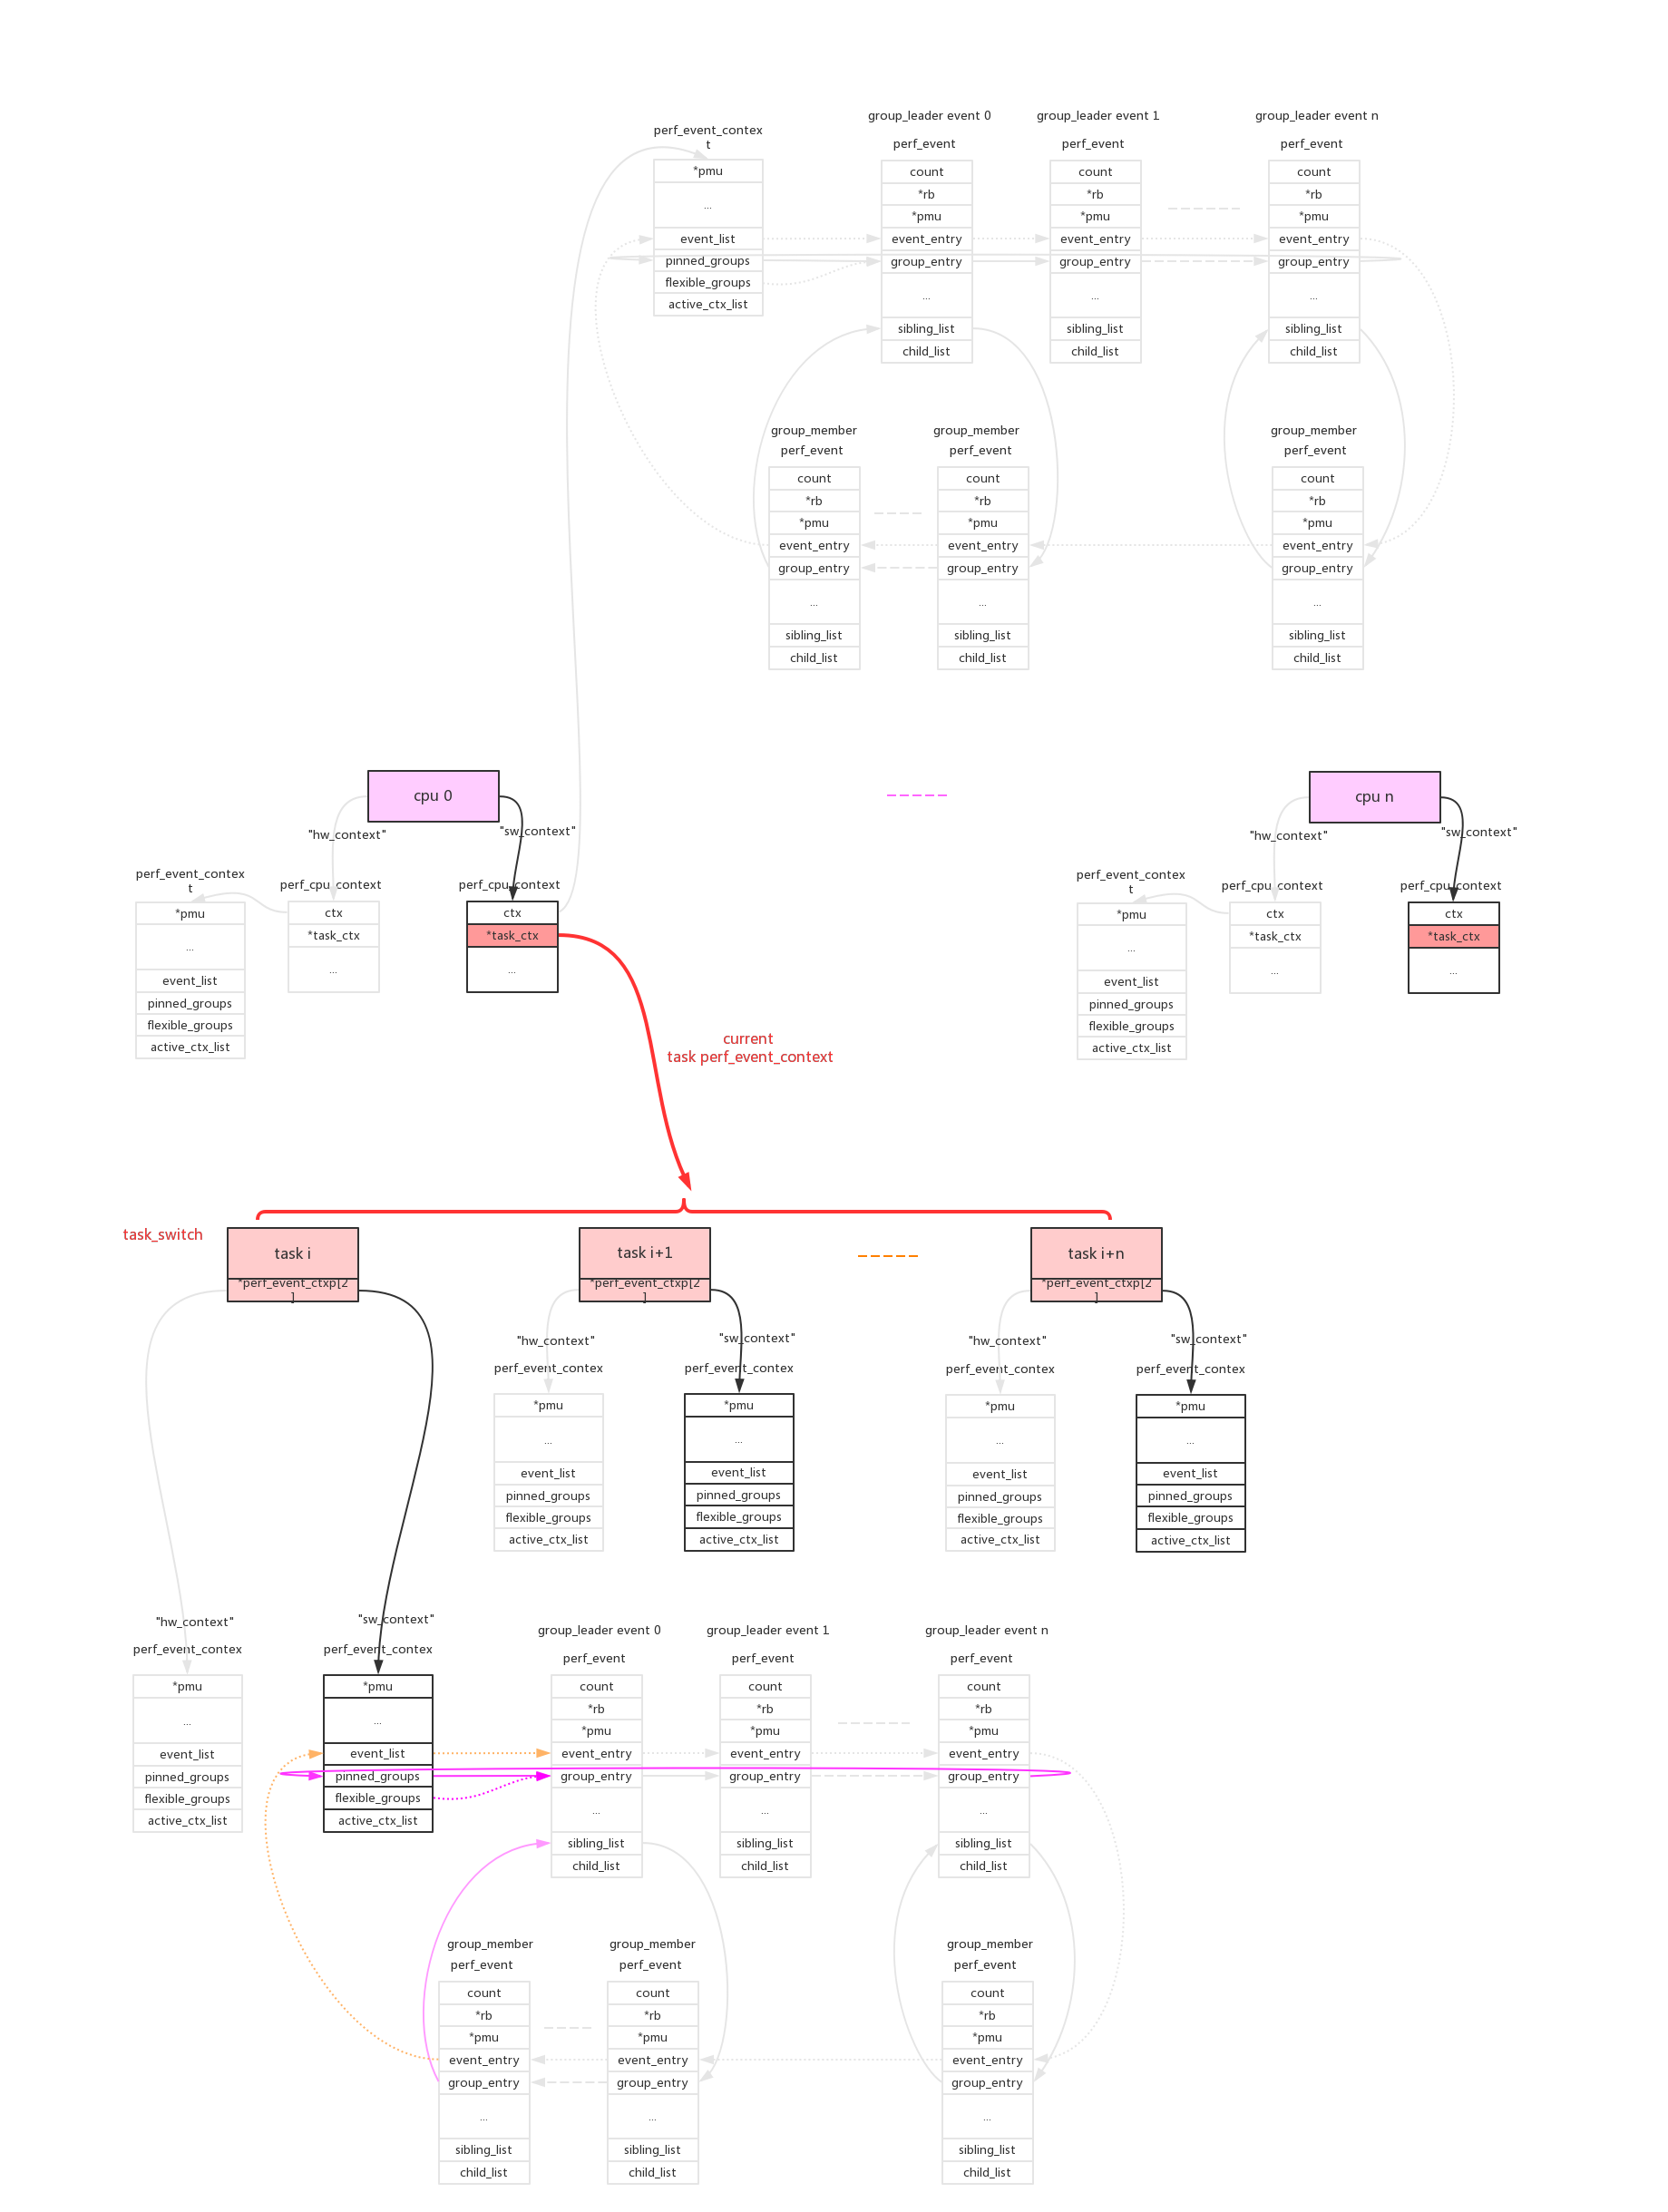 group_leader event 0
group_leader event 1
group_leader event n
perf_event_contex
t
perf_event
perf_event
perf_event
*pmu
...
event_list
pinned_groups
flexible_groups
active_ctx_list
count
*rb
*pmu
event_entry
group_entry
...
sibling_list
child_list
count
*rb
*pmu
event_entry
group_entry
...
sibling_list
child_list
count
*rb
*pmu
event_entry
group_entry
...
sibling_list
child_list
group_member
perf_event
count
*rb
*pmu
event_entry
group_entry
...
sibling_list
child_list
group_member
perf_event
count
*rb
*pmu
event_entry
group_entry
...
sibling_list
child_list
group_member
perf_event
count
*rb
*pmu
event_entry
group_entry
...
sibling_list
child_list
cpu 0
"hw_context"
"sw_context"
perf_event_contex
t
*pmu
...
event_list
pinned_groups
flexible_groups
active_ctx_list
perf_cpu_context
ctx
*task_ctx
...
perf_cpu_context
ctx
*task_ctx
...
cpu n
"hw_context"
"sw_context"
perf_event_contex
t
*pmu
...
event_list
pinned_groups
flexible_groups
active_ctx_list
perf_cpu_context
ctx
*task_ctx
...
perf_cpu_context
ctx
*task_ctx
...
current
task perf_event_context
task_switch
task i
*perf_event_ctxp[2
]
task i+1
*perf_event_ctxp[2
]
task i+n
*perf_event_ctxp[2
]
"hw_context"
perf_event_contex
*pmu
...
event_list
pinned_groups
flexible_groups
active_ctx_list
"sw_context"
perf_event_contex
*pmu
...
event_list
pinned_groups
flexible_groups
active_ctx_list
"hw_context"
perf_event_contex
*pmu
...
event_list
pinned_groups
flexible_groups
active_ctx_list
"sw_context"
perf_event_contex
*pmu
...
event_list
pinned_groups
flexible_groups
active_ctx_list
"hw_context"
perf_event_contex
*pmu
...
event_list
pinned_groups
flexible_groups
active_ctx_list
"sw_context"
perf_event_contex
*pmu
...
event_list
pinned_groups
flexible_groups
active_ctx_list
group_leader event 0
perf_event
count
*rb
*pmu
event_entry
group_entry
...
sibling_list
child_list
group_leader event 1
perf_event
count
*rb
*pmu
event_entry
group_entry
...
sibling_list
child_list
group_leader event n
perf_event
count
*rb
*pmu
event_entry
group_entry
...
sibling_list
child_list
group_member
perf_event
count
*rb
*pmu
event_entry
group_entry
...
sibling_list
child_list
group_member
perf_event
count
*rb
*pmu
event_entry
group_entry
...
sibling_list
child_list
group_member
perf_event
count
*rb
*pmu
event_entry
group_entry
...
sibling_list
child_list